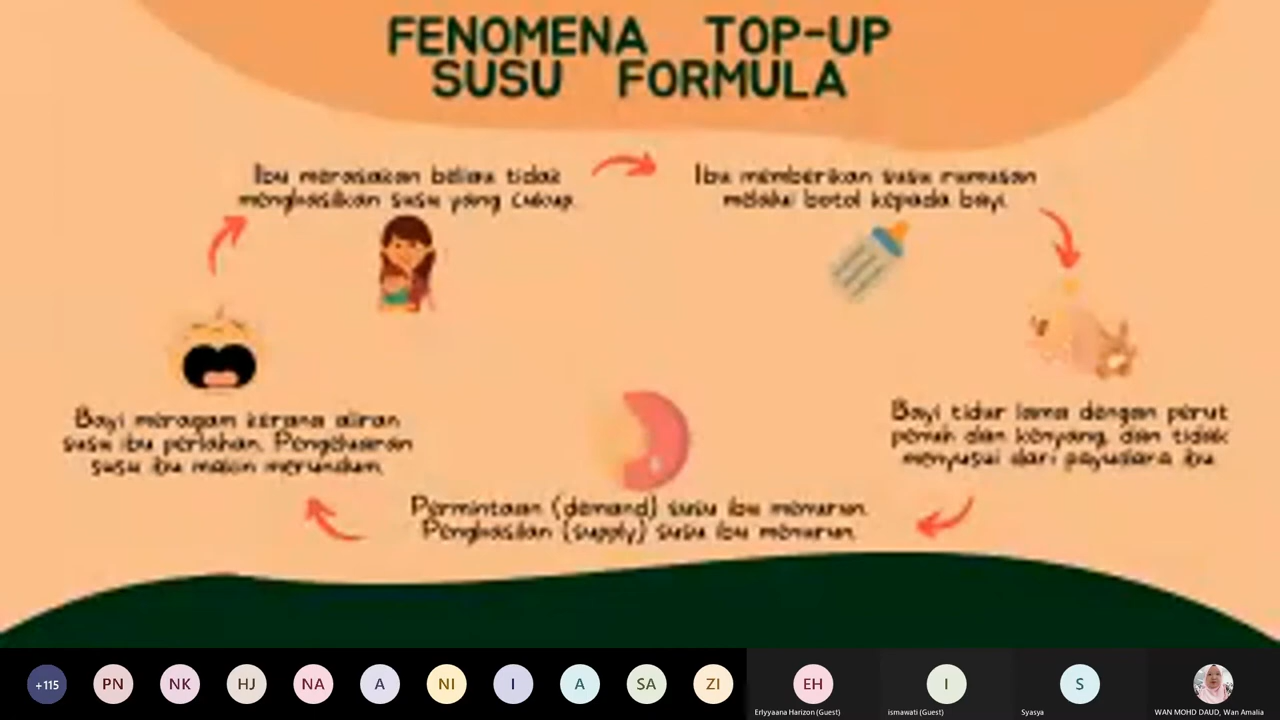 FENOMENA TOP-UP
SUSU FORMULA
Ibu merasakan beliau tidak
menghasilkan susu yang cukup.
Ibu memberikan susu rumusan
melalui botol kepada bayi.
Bayi tidur lama dengan perut
penuh dan kenyang, dan tidak
menyusui dari payudara ibu.
Permintaan (demand) susu ibu menurun.
Penghasilan (supply) susu ibu menurun.
Bayi meragam kerana aliran
susu ibu perlahan. Pengeluaran
susu ibu makin merundum.
+115
PN
NK
HJ
NA
A
NI
I
A
SA
ZI
EH
I
S
Erlyyaana Harizon (Guest)
ismawati (Guest)
Syasya
WAN MOHD DAUD, Wan Amalia